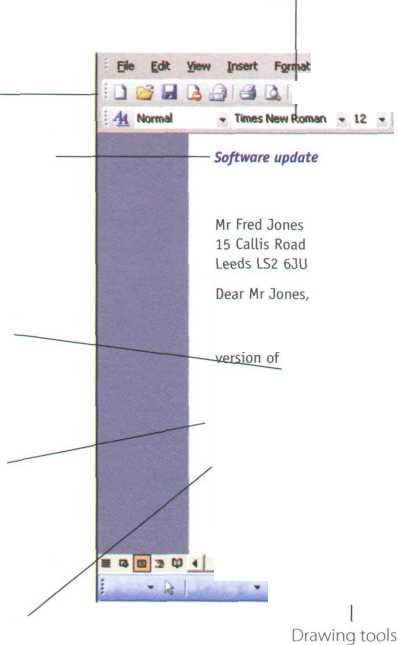 File Edit View Insert Format
Normal Times New Roman 12
Software update
Mr Fred Jones
15 Callis Road
Leeds LS2 6JU
Dear Mr Jones,
version of
Drawing tools